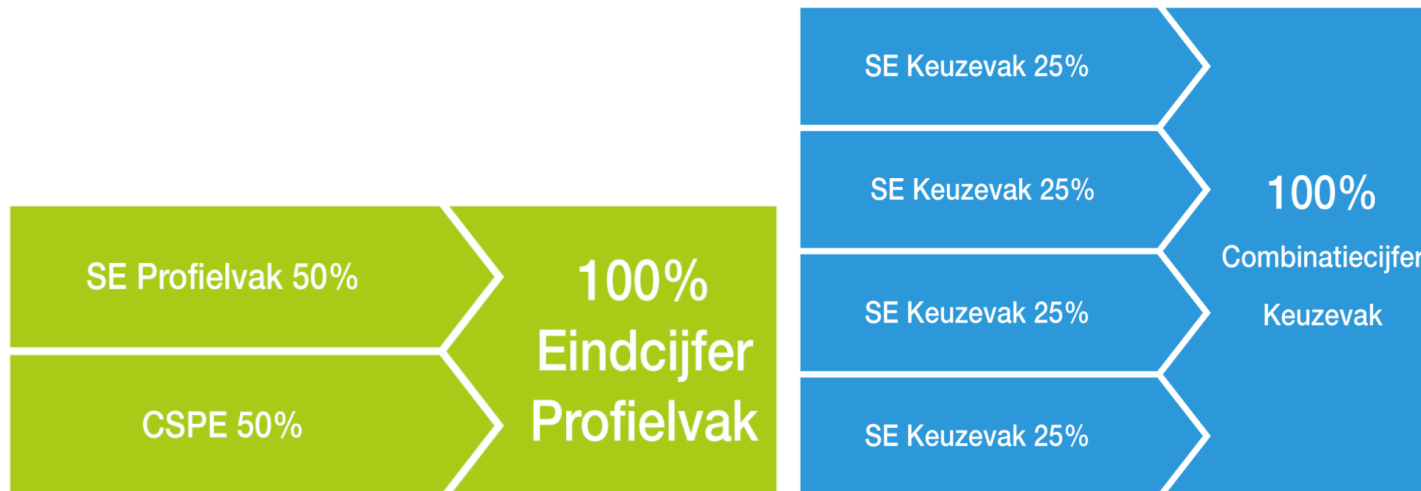 SE Profielvak 50%
CSPE 50%
100%
Eindcijfer
Profielvak
SE Keuzevak 25%
SE Keuzevak 25%
SE Keuzevak 25%
SE Keuzevak 25%
100%
Combinatiecijfer
Keuzevak